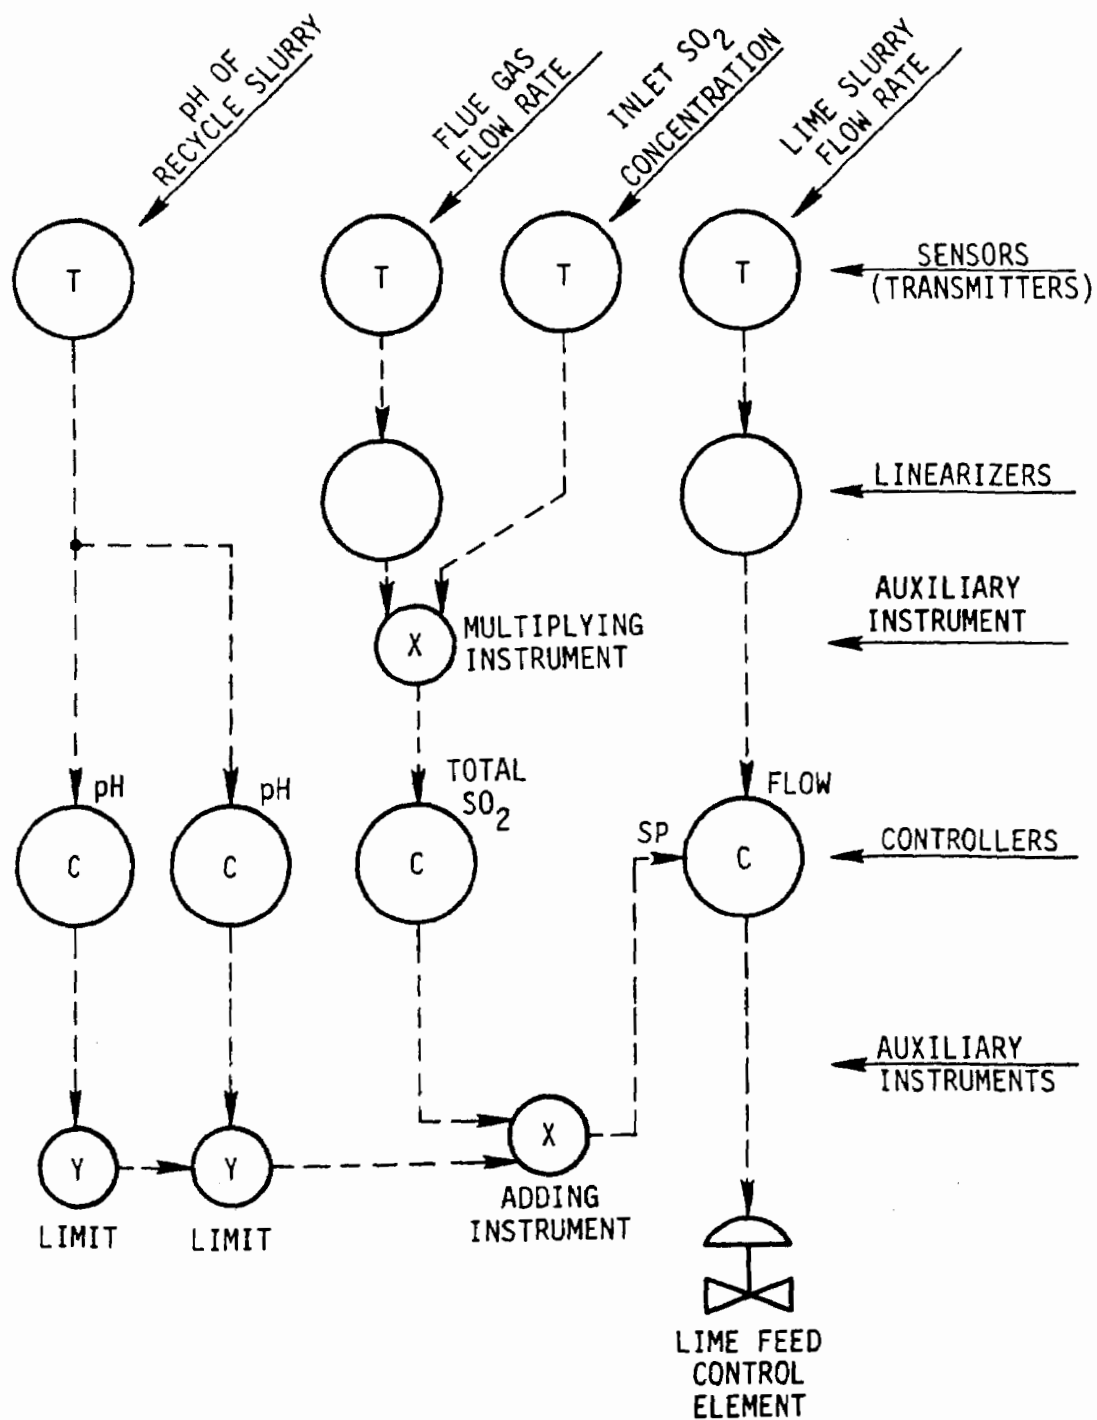 pH OF
RECYCLE SLURRY
FLUE GAS
FLOW RATE
INLET SO2
CONCENTRATION
LIME SLURRY
FLOW RATE
T
T
T
T
SENSORS
(TRANSMITTERS)
LINEARIZERS
AUXILIARY
INSTRUMENT
X
MULTIPLYING
INSTRUMENT
pH
pH
TOTAL
SO2
FLOW
SP
C
C
C
C
CONTROLLERS
AUXILIARY
INSTRUMENTS
Y
Y
X
LIMIT
LIMIT
ADDING
INSTRUMENT
LIME FEED
CONTROL
ELEMENT